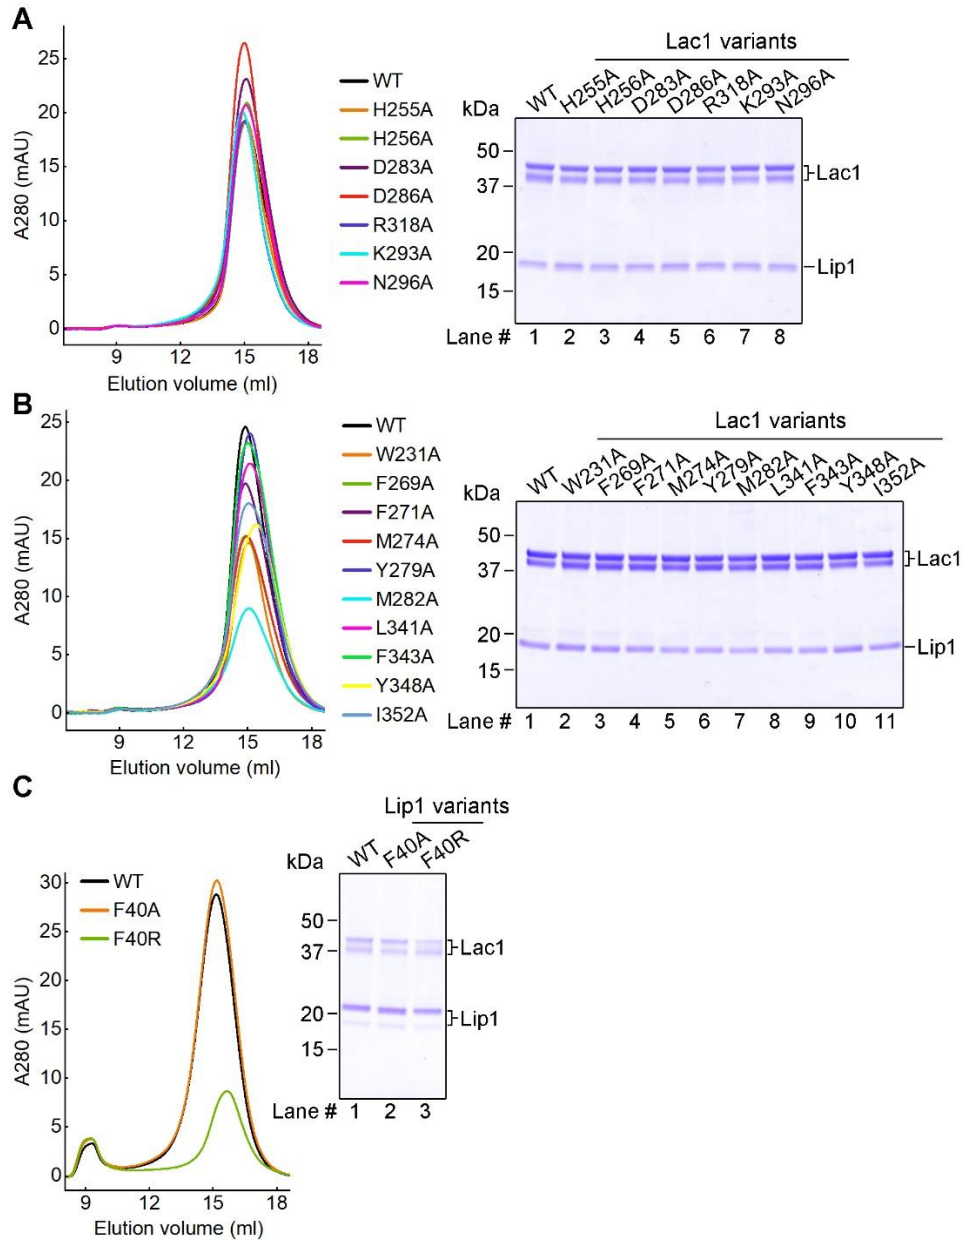 A
25
20
15
10
5
0
A280 (mAU)
9 12 15 18
Elution volume (ml)
WT
H255A
H256A
D283A
D286A
R318A
K293A
N296A
Lac1 variants
kDa
WT H255A H256A D283A D286A R318A K293A N296A
50
37
20
15
Lac1
Lip1
Lane # 1 2 3 4 5 6 7 8
B
25
20
15
10
5
0
A280 (mAU)
9 12 15 18
Elution volume (ml)
WT
W231A
F269A
F271A
M274A
Y279A
M282A
L341A
F343A
Y348A
I352A
Lac1 variants
kDa
WT W231A F269A F271A M274A Y279A M282A L341A F343A Y348A I352A
50
37
20
15
Lac1
Lip1
Lane # 1 2 3 4 5 6 7 8 9 10 11
C
30
25
20
15
10
5
0
A280 (mAU)
9 12 15 18
Elution volume (ml)
WT
F40A
F40R
Lip1 variants
kDa
WT F40A F40R
50
37
20
15
Lac1
Lip1
Lane # 1 2 3